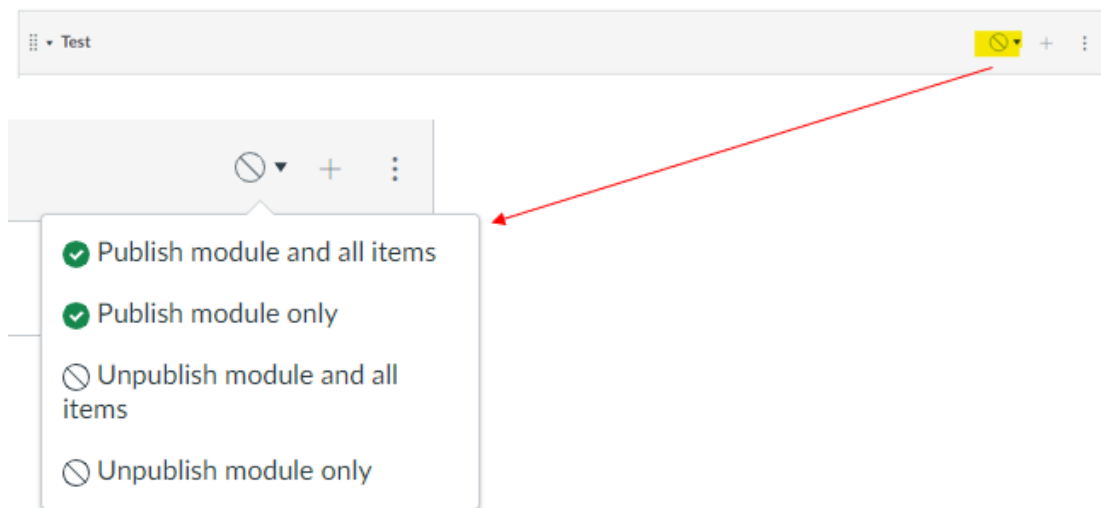 Test
Publish module and all items
Publish module only
Unpublish module and all
items
Unpublish module only